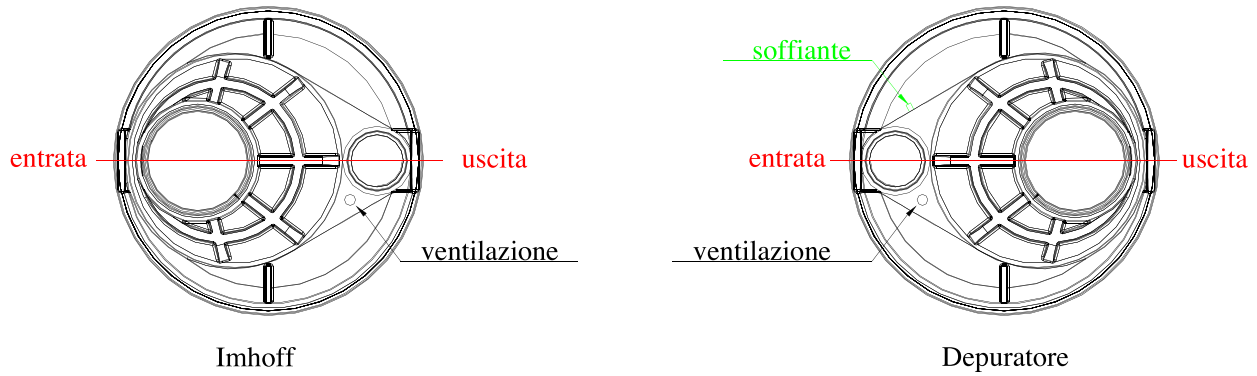 soffiante
entrata
uscita
entrata
uscita
ventilazione
ventilazione
Imhoff
Depuratore